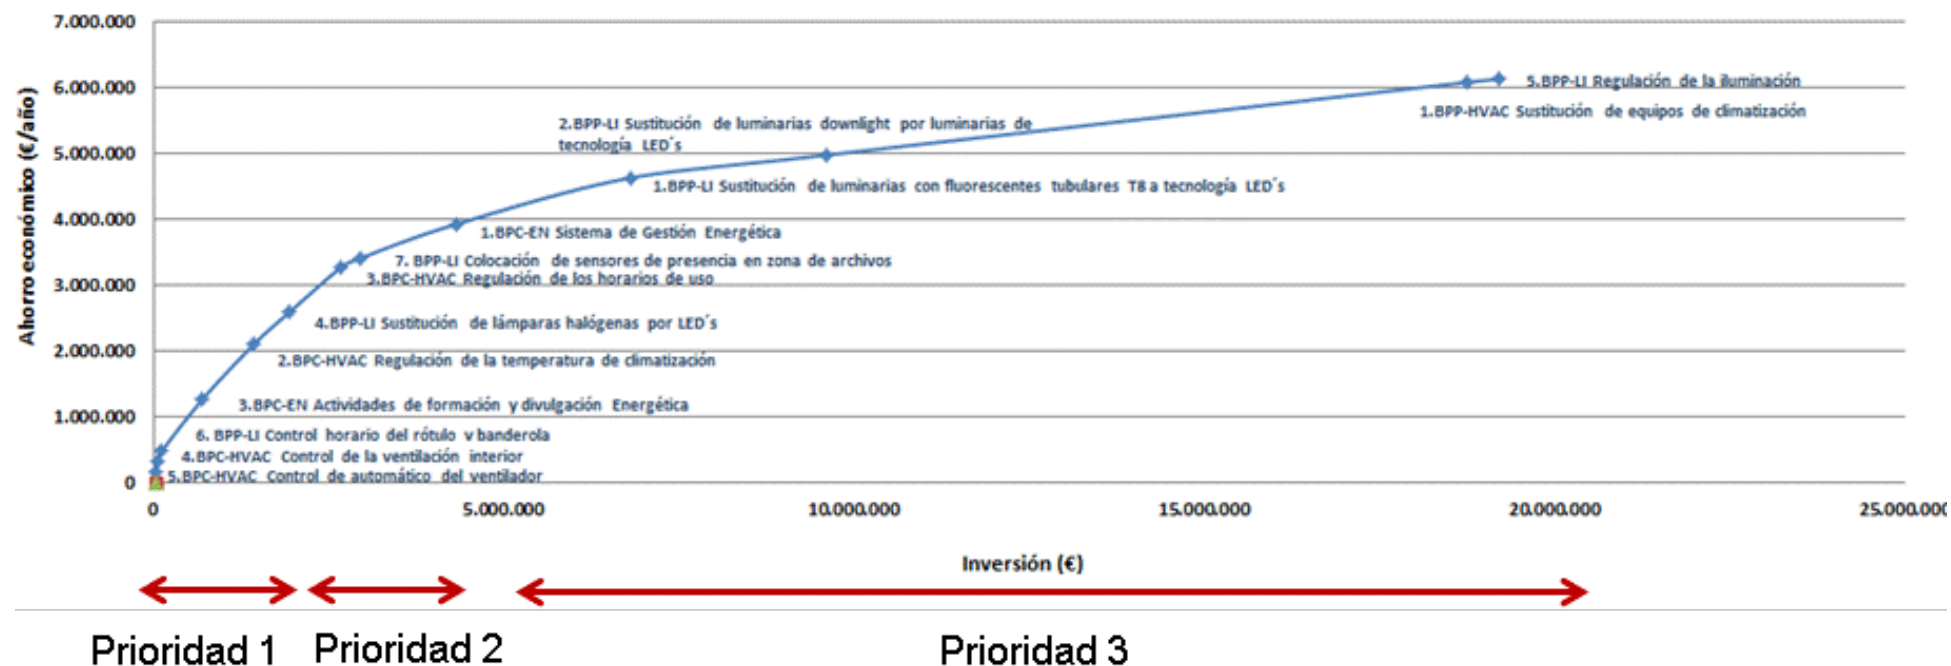 7.000.000
6.000.000
5.000.000
4.000.000
3.000.000
2.000.000
1.000.000
0
Ahorro económico (€/año)
5.BPP-LI Regulación de la iluminación
1.BPP-HVAC Sustitución de equipos de climatización
2.BPP-LI Sustitución de luminarias downlight por luminarias de
tecnología LED´s
1.BPP-LI Sustitución de luminarias con fluorescentes tubulares T8 a tecnología LED´s
1.BPC-EN Sistema de Gestión Energética
7. BPP-LI Colocación de sensores de presencia en zona de archivos
3.BPC-HVAC Regulación de los horarios de uso
4.BPP-LI Sustitución de lámparas halógenas por LED´s
2.BPC-HVAC Regulación de la temperatura de climatización
3.BPC-EN Actividades de formación y divulgación Energética
6. BPP-LI Control horario del rótulo y banderola
4.BPC-HVAC Control de la ventilación interior
5.BPC-HVAC Control de automático del ventilador
0 5.000.000 10.000.000 15.000.000 20.000.000 25.000.000
Inversión (€)
Prioridad 1 Prioridad 2 Prioridad 3